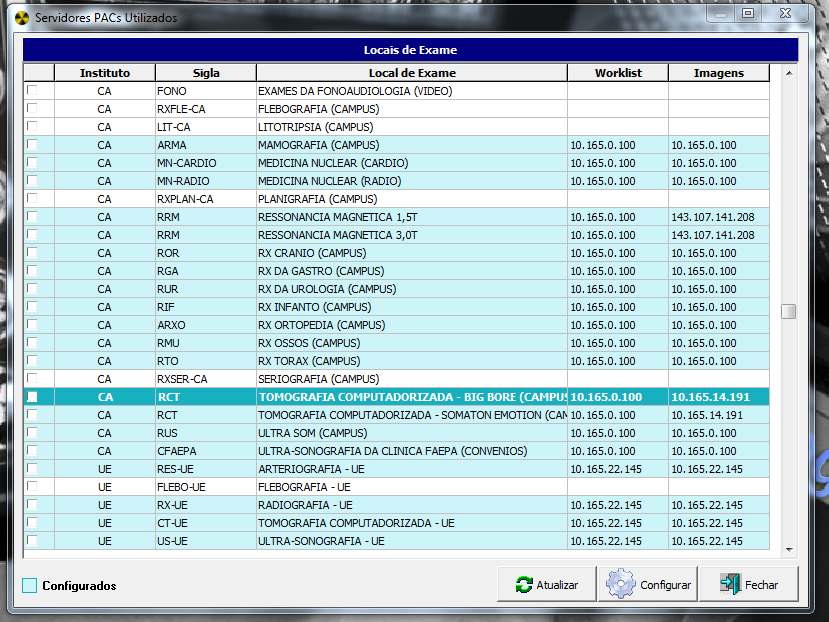 Servidores PACs Utilizados
Locais de Exame
Instituto Sigla Local de Exame Worklist Imagens
CA FONO EXAMES DA FONOAUDIOLOGIA (VIDEO)
CA RXFLE-CA FLEBOGRAFIA (CAMPUS)
CA LIT-CA LITOTRIPSIA (CAMPUS)
CA ARMA MAMOGRAFIA (CAMPUS) 10.165.0.100 10.165.0.100
CA MN-CARDIO MEDICINA NUCLEAR (CARDIO) 10.165.0.100 10.165.0.100
CA MN-RADIO MEDICINA NUCLEAR (RADIO) 10.165.0.100 10.165.0.100
CA RXPLAN-CA PLANIGRAFIA (CAMPUS)
CA RRM RESSONANCIA MAGNETICA 1,5T 10.165.0.100 143.107.141.208
CA RRM RESSONANCIA MAGNETICA 3,0T 10.165.0.100 143.107.141.208
CA ROR RX CRANIO (CAMPUS) 10.165.0.100 10.165.0.100
CA RGA RX DA GASTRO (CAMPUS) 10.165.0.100 10.165.0.100
CA RUR RX DA UROLOGIA (CAMPUS) 10.165.0.100 10.165.0.100
CA RIF RX INFANTO (CAMPUS) 10.165.0.100 10.165.0.100
CA ARXO RX ORTOPEDIA (CAMPUS) 10.165.0.100 10.165.0.100
CA RMU RX OSSOS (CAMPUS) 10.165.0.100 10.165.0.100
CA RTO RX TORAX (CAMPUS) 10.165.0.100 10.165.0.100
CA RXSER-CA SERIOGRAFIA (CAMPUS)
CA RCT TOMOGRAFIA COMPUTADORIZADA - BIG BORE (CAMPUS 10.165.0.100 10.165.14.191
CA RCT TOMOGRAFIA COMPUTADORIZADA - SOMATON EMOTION (CAM 10.165.0.100 10.165.14.191
CA RUS ULTRA SOM (CAMPUS) 10.165.0.100 10.165.0.100
CA CFAEPA ULTRA-SONOGRAFIA DA CLINICA FAEPA (CONVENIOS) 10.165.0.100 10.165.0.100
UE RES-UE ARTERIOGRAFIA - UE 10.165.22.145 10.165.22.145
UE FLEBO-UE FLEBOGRAFIA - UE
UE RX-UE RADIOGRAFIA - UE 10.165.22.145 10.165.22.145
UE CT-UE TOMOGRAFIA COMPUTADORIZADA - UE 10.165.22.145 10.165.22.145
UE US-UE ULTRA-SONOGRAFIA - UE 10.165.22.145 10.165.22.145
Configurados Atualizar Configurar Fechar